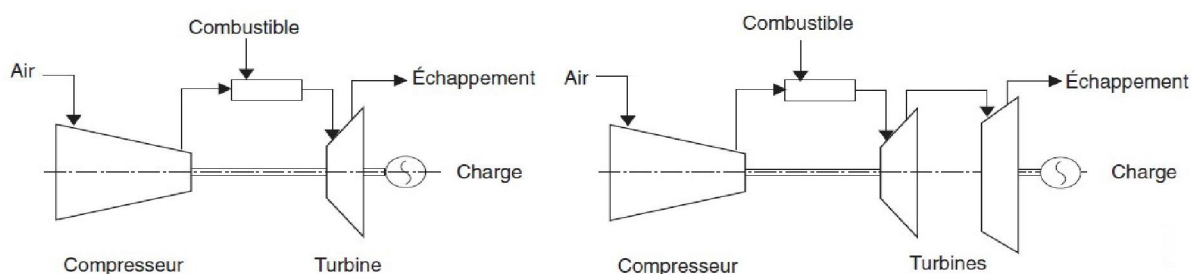 Combustible
Air
Échappement
Charge
Compresseur
Turbine
Combustible
Air
Échappement
Charge
Compresseur
Turbines